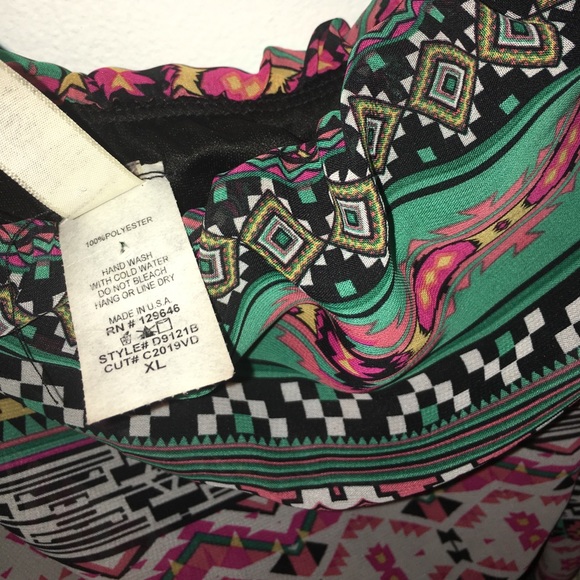 100%POLYESTER
HAND WASH
WITH COLD WATER
DO NOT BLEACH
HANG OR LINE DRY
MADE IN U.S.A
RN # 129646
STYLE# D9121B
CUT# C2019VD
XL